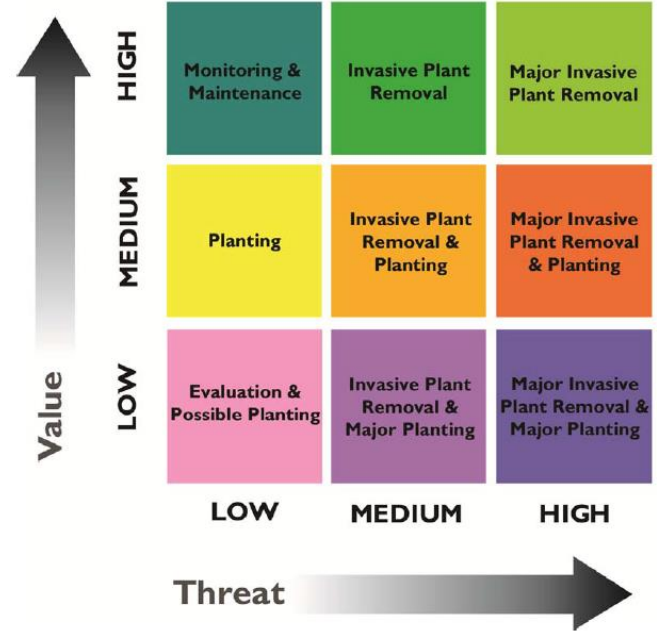 HIGH
Monitoring &
Maintenance
Invasive Plant
Removal
Major Invasive
Plant Removal
MEDIUM
Planting
Invasive Plant
Removal &
Planting
Major Invasive
Plant Removal
& Planting
LOW
Evaluation &
Possible Planting
Invasive Plant
Removal &
Major Planting
Major Invasive
Plant Removal &
Major Planting
Value
LOW
MEDIUM
HIGH
Threat